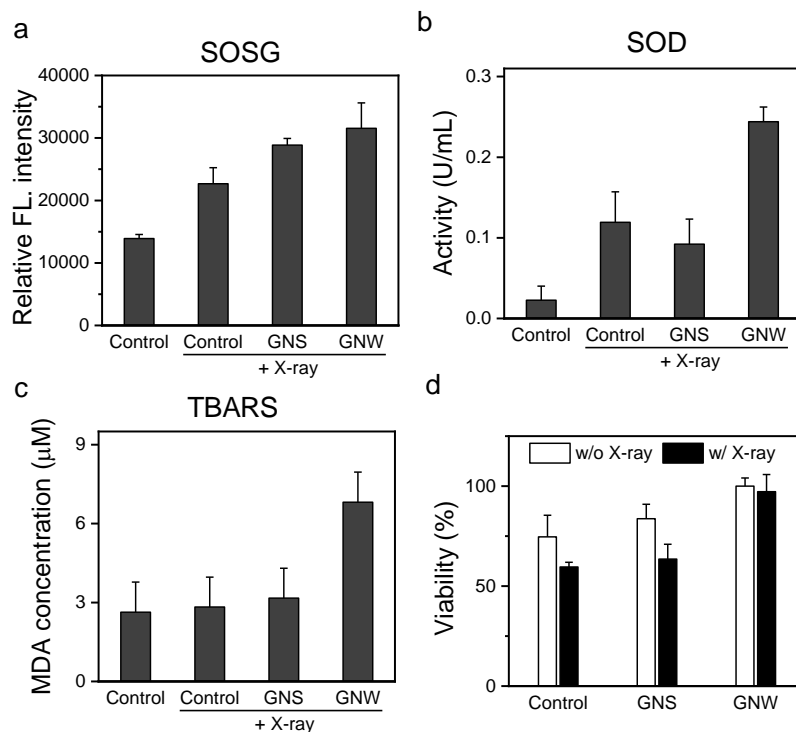 a
SOSG
40000
30000
20000
10000
0
Relative FL. intensity
Control Control GNS GNW
+ X-ray
b
SOD
0.3
0.2
0.1
0.0
Activity (U/mL)
Control Control GNS GNW
+ X-ray
c
TBARS
9
6
3
0
MDA concentration (μM)
Control Control GNS GNW
+ X-ray
d
w/o X-ray w/ X-ray
100
50
0
Viability (%)
Control GNS GNW